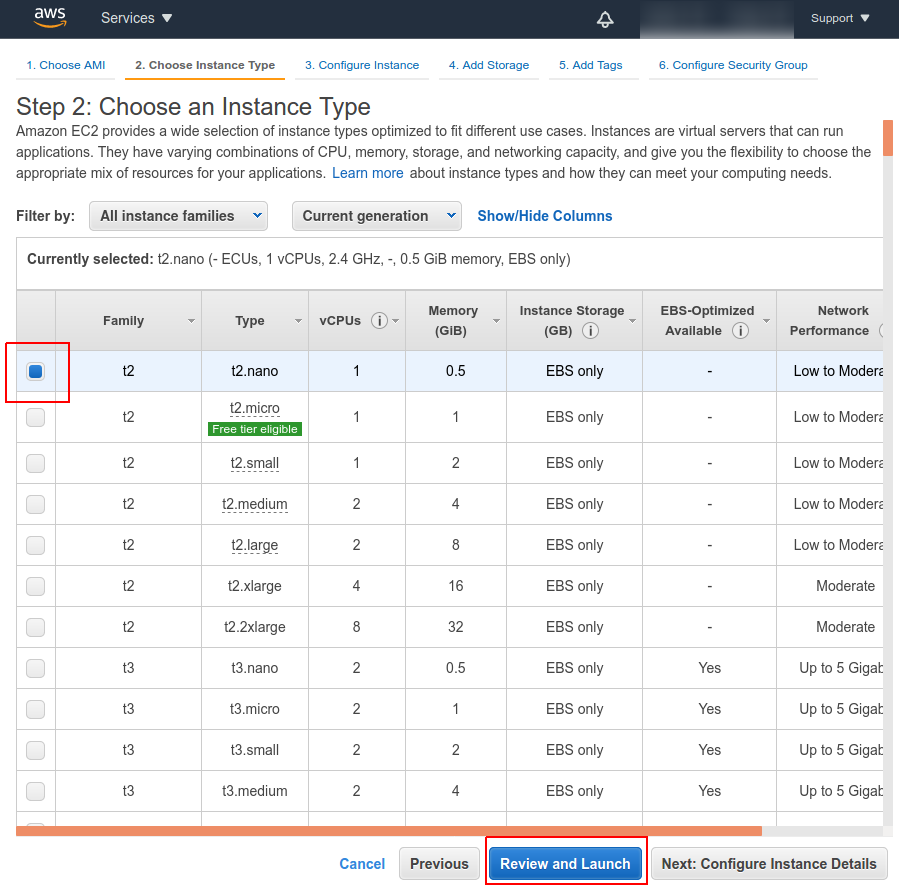 aws Services Support
1. Choose AMI 2. Choose Instance Type 3. Configure Instance 4. Add Storage 5. Add Tags 6. Configure Security Group
Step 2: Choose an Instance Type
Amazon EC2 provides a wide selection of instance types optimized to fit different use cases. Instances are virtual servers that can run
applications. They have varying combinations of CPU, memory, storage, and networking capacity, and give you the flexibility to choose the
appropriate mix of resources for your applications. Learn more about instance types and how they can meet your computing needs.
Filter by: All instance families Current generation Show/Hide Columns
Currently selected: t2.nano (- ECUs, 1 vCPUs, 2.4 GHz, -, 0.5 GiB memory, EBS only)
Family Type vCPUs i Memory (GiB) Instance Storage (GB) i EBS-Optimized Available i Network Performance
t2 t2.nano 1 0.5 EBS only - Low to Modera
t2 t2.micro 1 1 EBS only - Low to Modera
Free tier eligible
t2 t2.small 1 2 EBS only - Low to Modera
t2 t2.medium 2 4 EBS only - Low to Modera
t2 t2.large 2 8 EBS only - Low to Modera
t2 t2.xlarge 4 16 EBS only - Moderate
t2 t2.2xlarge 8 32 EBS only - Moderate
t3 t3.nano 2 0.5 EBS only Yes Up to 5 Gigab
t3 t3.micro 2 1 EBS only Yes Up to 5 Gigab
t3 t3.small 2 2 EBS only Yes Up to 5 Gigab
t3 t3.medium 2 4 EBS only Yes Up to 5 Gigab
Cancel Previous Review and Launch Next: Configure Instance Details